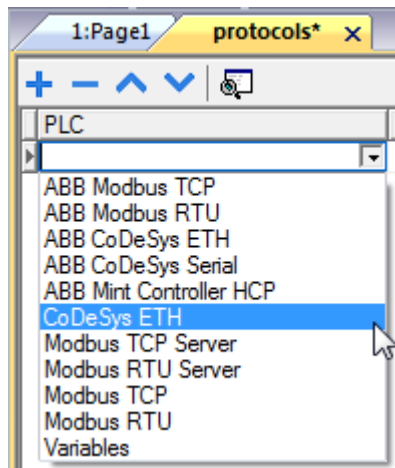 1:Page1 protocols*
PLC
ABB Modbus TCP
ABB Modbus RTU
ABB CoDeSys ETH
ABB CoDeSys Serial
ABB Mint Controller HCP
CoDeSys ETH
Modbus TCP Server
Modbus RTU Server
Modbus TCP
Modbus RTU
Variables